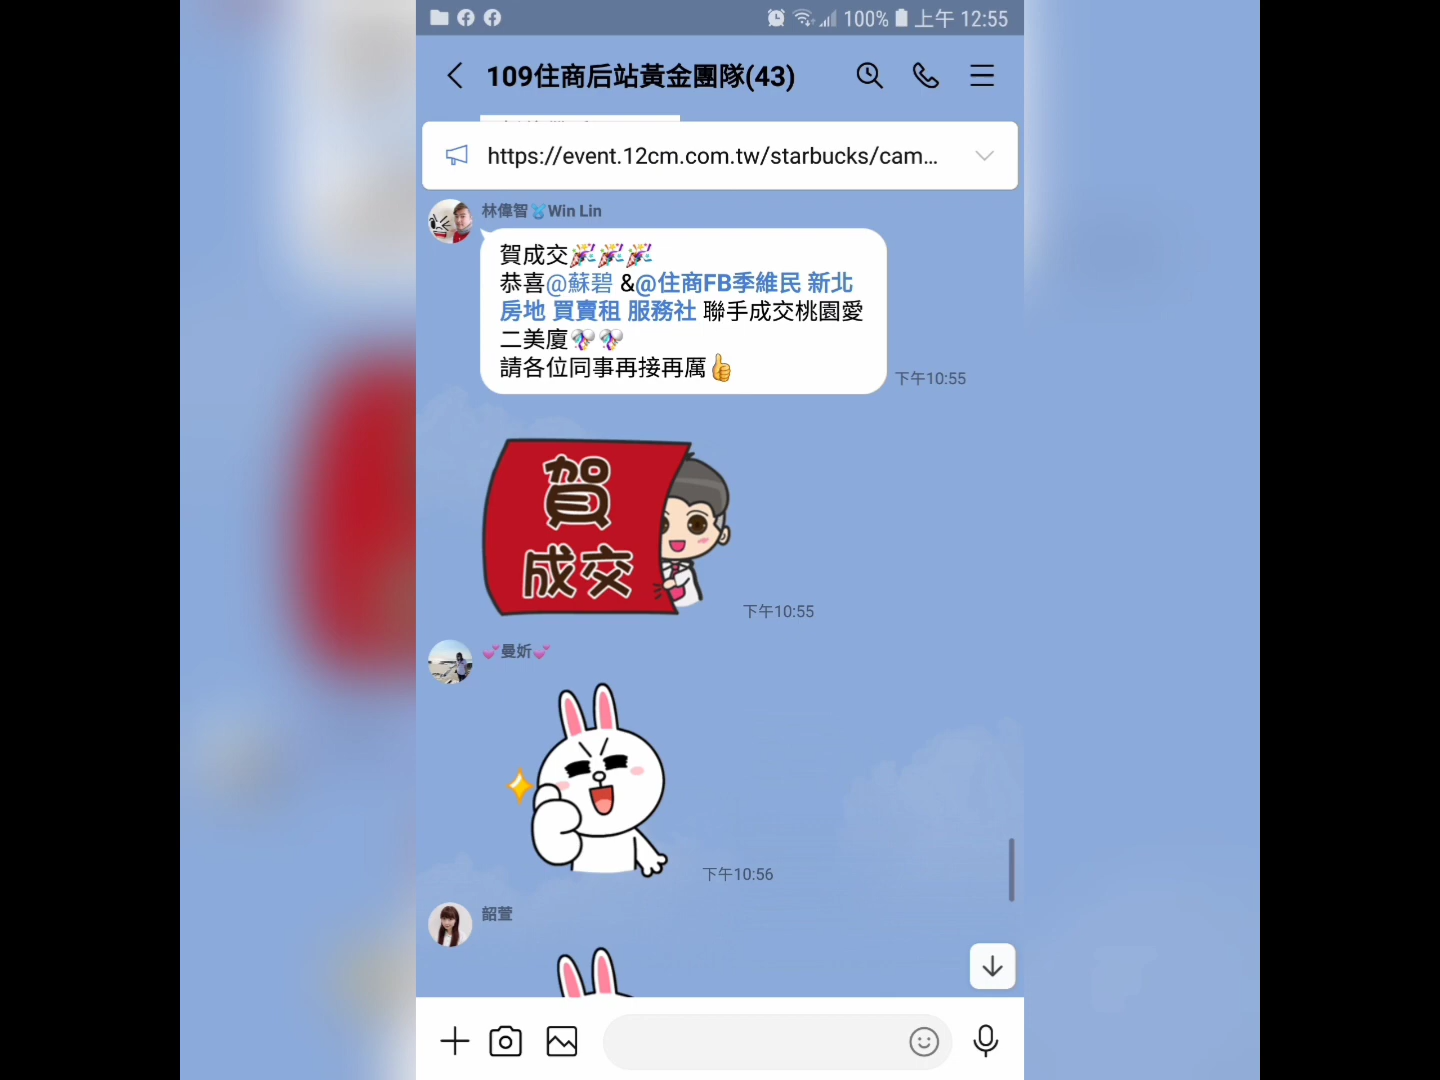 100% 上午 12:55
109住商后站黃金團隊(43)
https://event.12cm.com.tw/starbucks/cam...
林偉智 Win Lin
賀成交🎉🎉🎉
恭喜@蘇碧 &@住商FB季維民 新北
房地 買賣租 服務社 聯手成交桃園愛
二美廈🎊🎊
請各位同事再接再厲👍
下午10:55
賀
成交
下午10:55
💕曼妡💕
下午10:56
韶萱